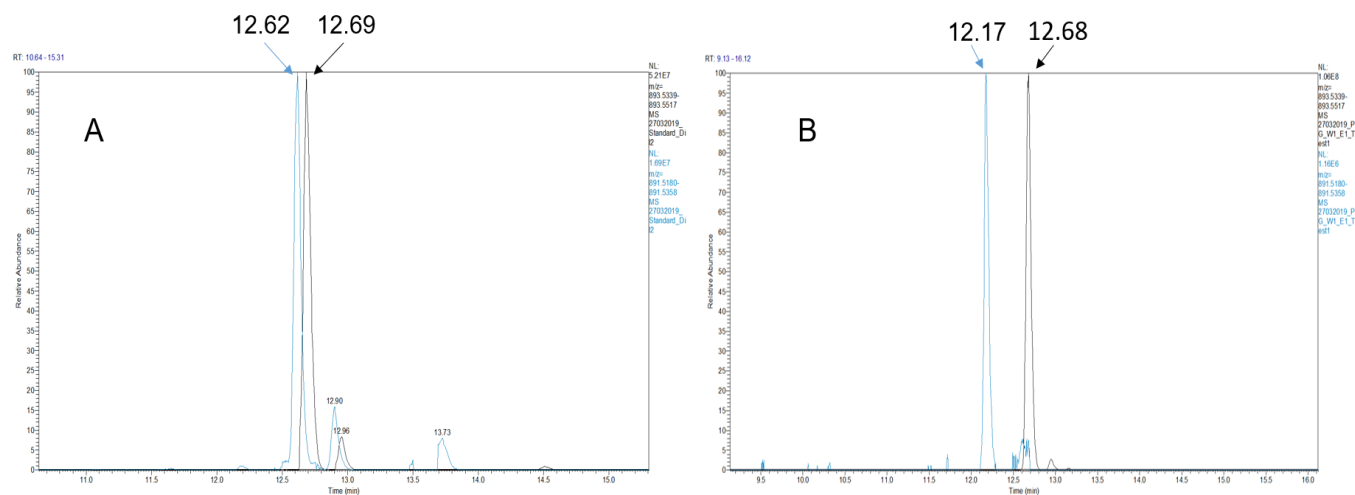 12.62 12.69
RT: 10.64 - 15.31
NL:
5.21E7
m/z=
893.5339-
893.5517
MS
27032019_
Standard_Di
l2
NL:
1.69E7
m/z=
891.5180-
891.5358
MS
27032019_
Standard_Di
l2
A
100
95
90
85
80
75
70
65
60
55
50
45
40
35
30
25
20
15
10
5
0
Relative Abundance
12.90
12.96
13.73
11.0 11.5 12.0 12.5 13.0 13.5 14.0 14.5 15.0
Time (min)
12.17 12.68
RT: 9.13 - 16.12
NL:
1.06E8
m/z=
893.5339-
893.5517
MS
27032019_P
G_W1_E1_T
est1
NL:
1.16E6
m/z=
891.5180-
891.5358
MS
27032019_P
G_W1_E1_T
est1
B
100
95
90
85
80
75
70
65
60
55
50
45
40
35
30
25
20
15
10
5
0
Relative Abundance
9.5 10.0 10.5 11.0 11.5 12.0 12.5 13.0 13.5 14.0 14.5 15.0 15.5 16.0
Time (min)